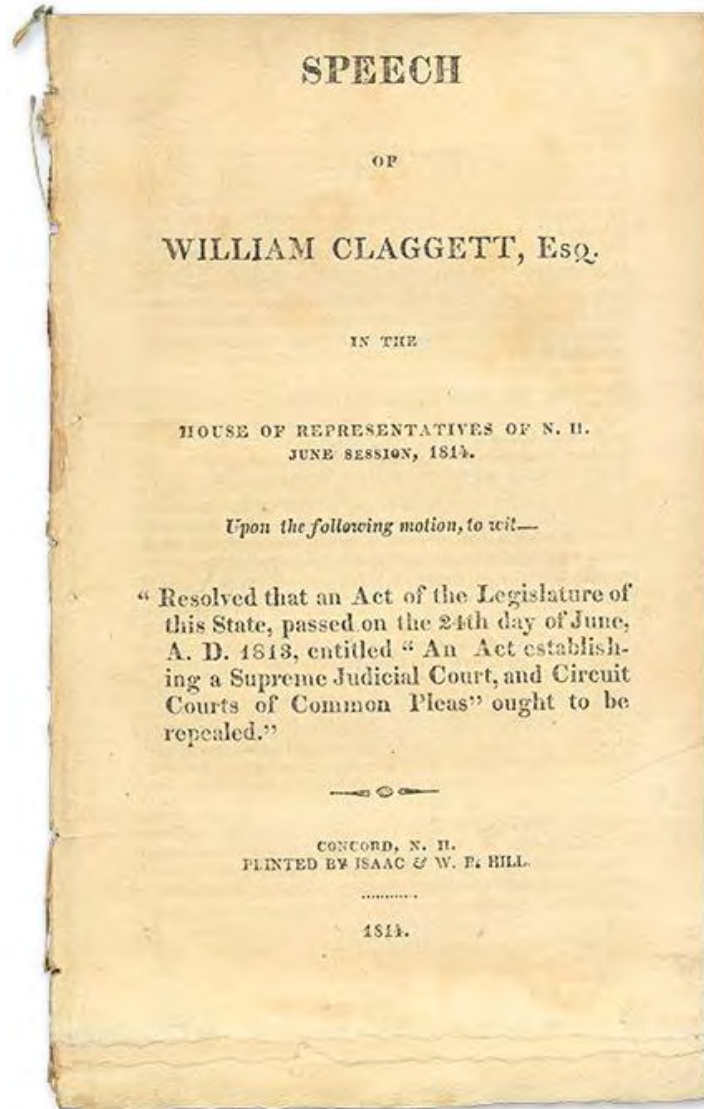 SPEECH
OF
WILLIAM CLAGGETT, Esq.
IN THE
HOUSE OF REPRESENTATIVES OF N. H.
JUNE SESSION, 1814.
Upon the following motion, to wit—
“ Resolved that an Act of the Legislature of
this State, passed on the 24th day of June,
A. D. 1813, entitled “ An Act establish-
ing a Supreme Judicial Court, and Circuit
Courts of Common Pleas” ought to be
repealed.”
CONCORD, N. H.
PRINTED BY ISAAC & W. R. HILL.
1814.